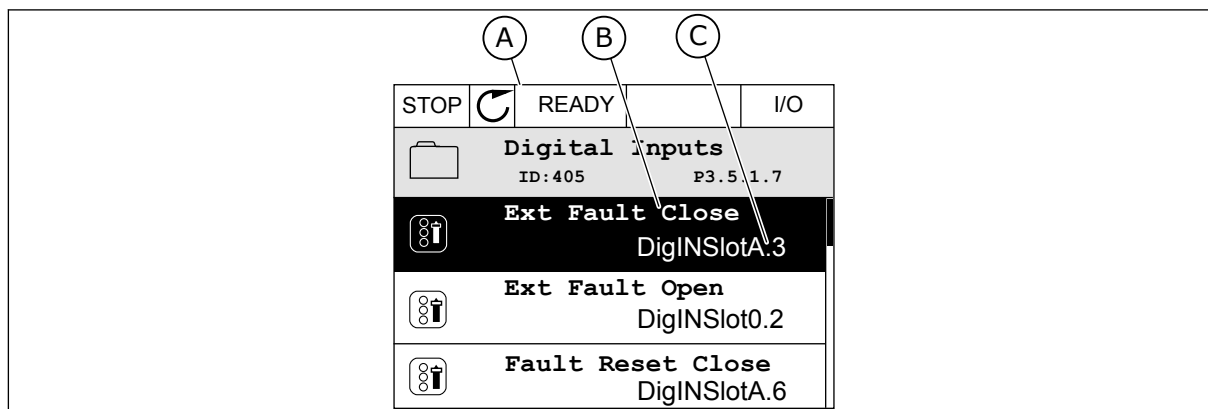 A B C
STOP READY I/O
Digital Inputs
ID:405 P3.5.1.7
Ext Fault Close
DigINSlotA.3
Ext Fault Open
DigINSlot0.2
Fault Reset Close
DigINSlotA.6